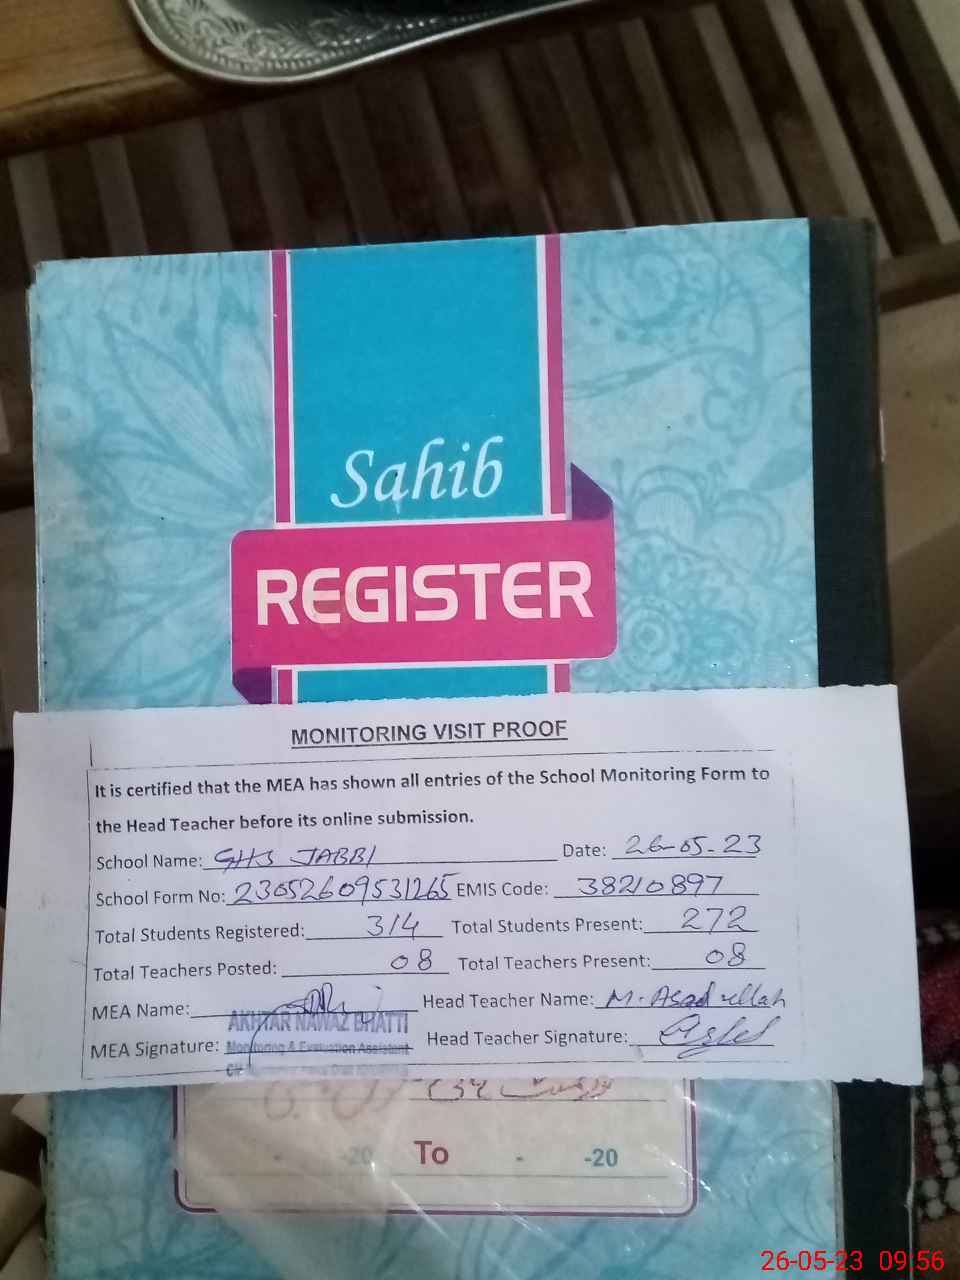 Sahib
REGISTER
MONITORING VISIT PROOF
It is certified that the MEA has shown all entries of the School Monitoring Form to
the Head Teacher before its online submission.
School Name: GHS JABBI Date: 26-05-23
School Form No: 23052609531265 EMIS Code: 38210897
Total Students Registered: 314 Total Students Present: 272
Total Teachers Posted: 08 Total Teachers Present: 08
MEA Name: Head Teacher Name: M. Asad ullah
AKHTAR NAWAZ BHATTI
MEA Signature: Monitoring & Evaluation Assistant Head Teacher Signature:
-20 To - -20
26-05-23 09:56